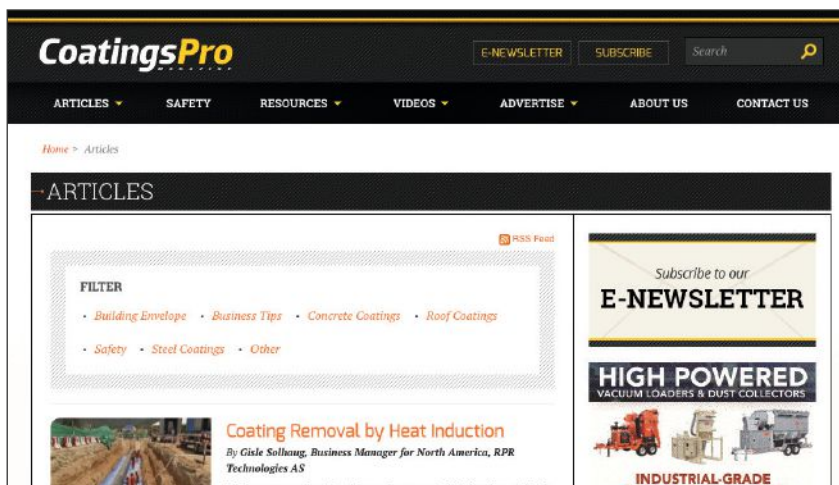 CoatingsPro
MAGAZINE
E-NEWSLETTER SUBSCRIBE Search
ARTICLES SAFETY RESOURCES VIDEOS ADVERTISE ABOUT US CONTACT US
Home > Articles
ARTICLES
RSS Feed
FILTER
• Building Envelope • Business Tips • Concrete Coatings • Roof Coatings
• Safety • Steel Coatings • Other
Coating Removal by Heat Induction
By Gisle Solhaug, Business Manager for North America, RPR
Technologies AS
Subscribe to our
E-NEWSLETTER
HIGH POWERED
VACUUM LOADERS & DUST COLLECTORS
INDUSTRIAL-GRADE